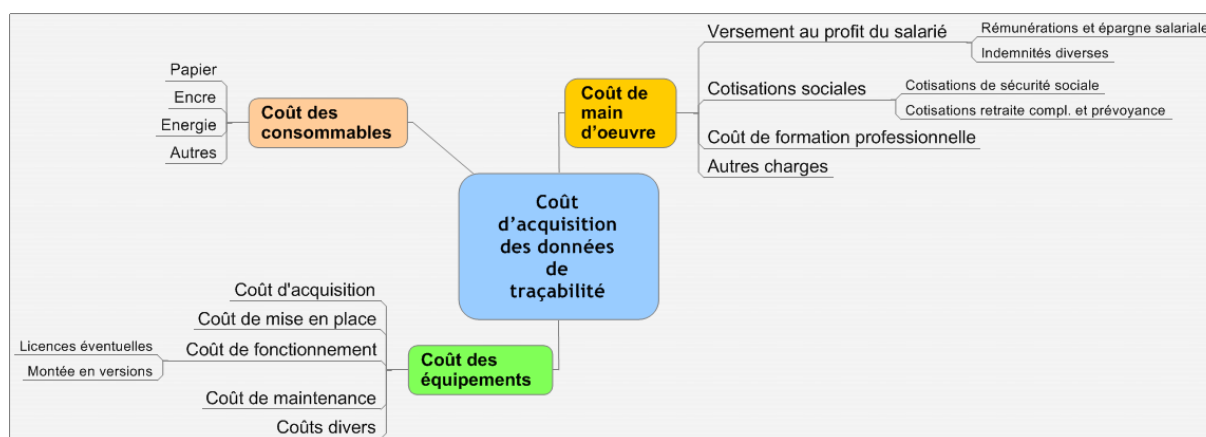 Coût
d'acquisition
des données
de
traçabilité
Coût de
main
d'oeuvre
Versement au profit du salarié
Rémunérations et épargne salariale
Indemnités diverses
Cotisations sociales
Cotisations de sécurité sociale
Cotisations retraite compl. et prévoyance
Coût de formation professionnelle
Autres charges
Coût des
consommables
Papier
Encre
Energie
Autres
Coût des
équipements
Coût d'acquisition
Coût de mise en place
Coût de fonctionnement
Licences éventuelles
Montée en versions
Coût de maintenance
Coûts divers